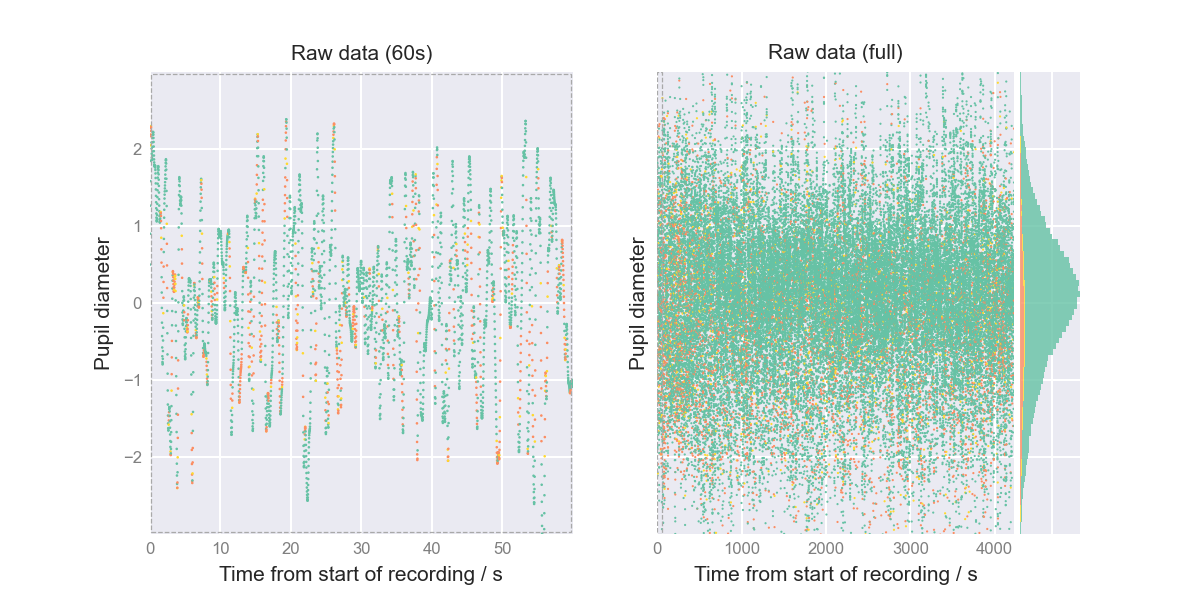 Raw data (60s)
Pupil diameter
2
1
0
−1
−2
0 10 20 30 40 50
Time from start of recording / s
Raw data (full)
Pupil diameter
0 1000 2000 3000 4000
Time from start of recording / s